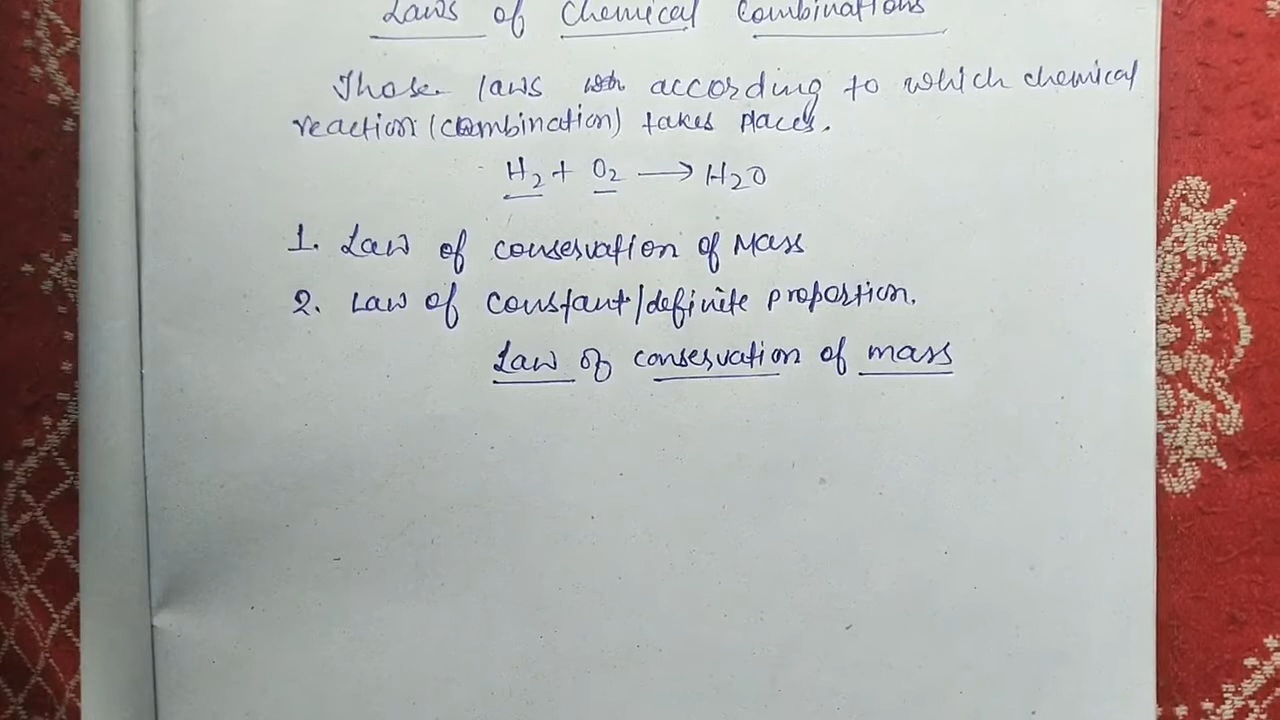 Laws of Chemical Combinations
Those laws according to which chemical
reaction (combination) takes places.
H2 + O2 → H2O
1. Law of conservation of Mass
2. Law of constant/definite proportion.
Law of conservation of mass